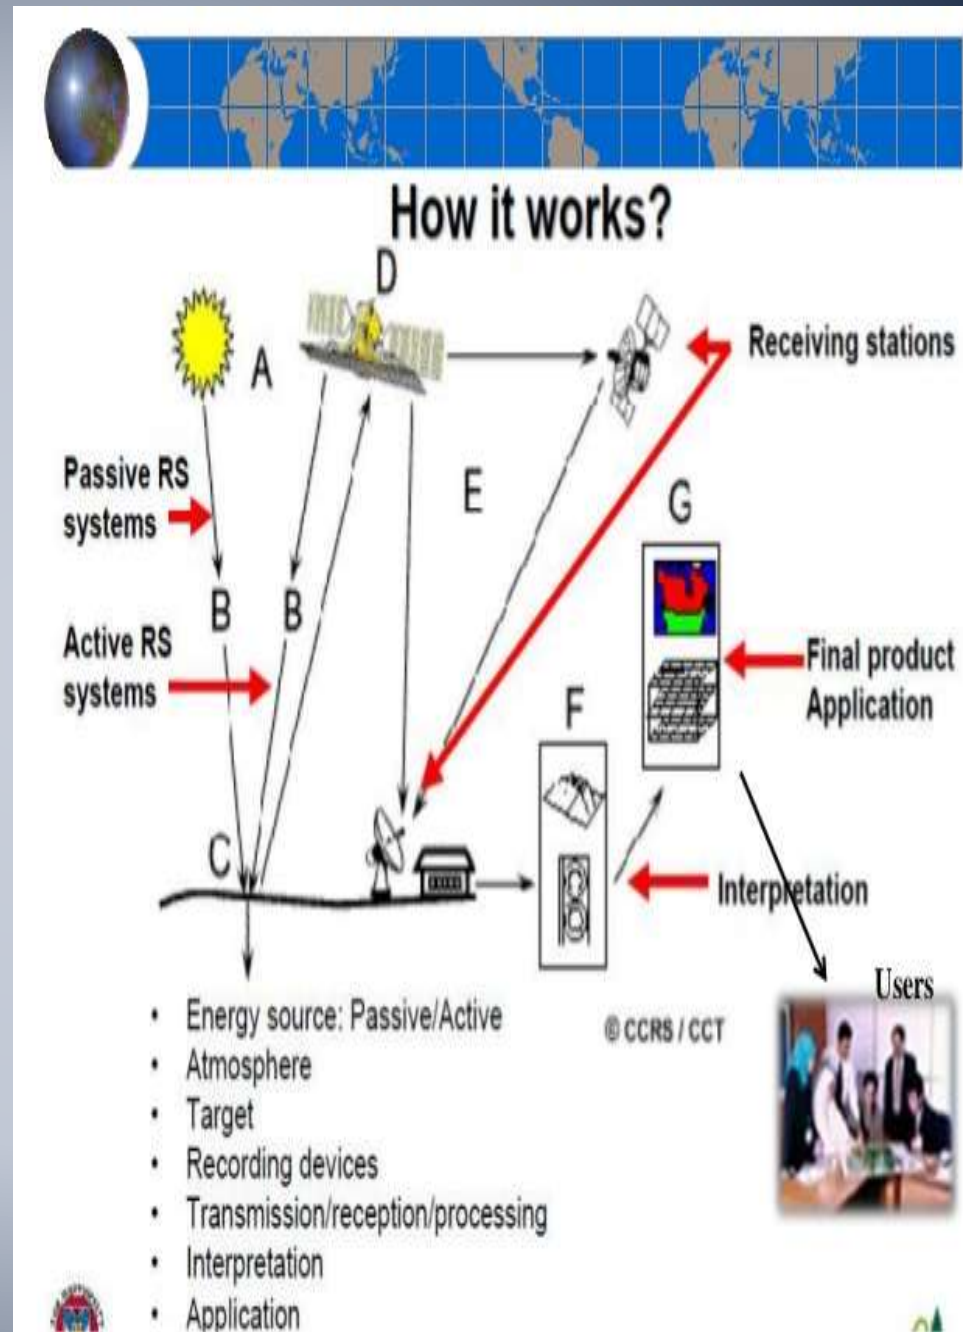 How it works?
D
A
Receiving stations
Passive RS
systems
E
G
B
B
Active RS
systems
Final product
Application
F
C
Interpretation
Users
• Energy source: Passive/Active
© CCRS / CCT
• Atmosphere
• Target
• Recording devices
• Transmission/reception/processing
• Interpretation
• Application